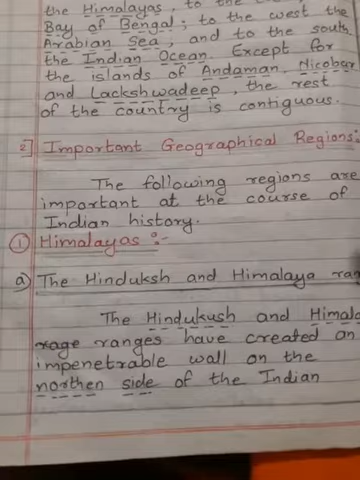 the Himalayas, to the
Bay of Bengal; to the west the
Arabian Sea, and to the south
the Indian Ocean. Except for
the islands of Andaman, Nicobar
and Lackshwadeep, the rest
of the country is contiguous.
2] Important Geographical Regions:
The following regions are
important at the course of
Indian history.
① Himalayas :-
a) The Hinduksh and Himalaya ran
The Hindukush and Himala
rage ranges have created an
impenetrable wall on the
northen side of the Indian